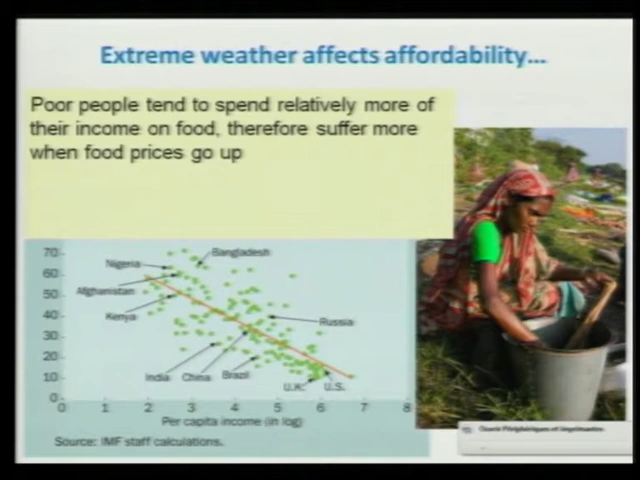 Extreme weather affects affordability...
Poor people tend to spend relatively more of
their income on food, therefore suffer more
when food prices go up
70
60
50
40
30
20
10
0
Nigeria
Bangladesh
Afghanistan
Kenya
Russia
India
China
Brazil
U.K.
U.S.
0 1 2 3 4 5 6 7 8
Per capita income (in log)
Source: IMF staff calculations.